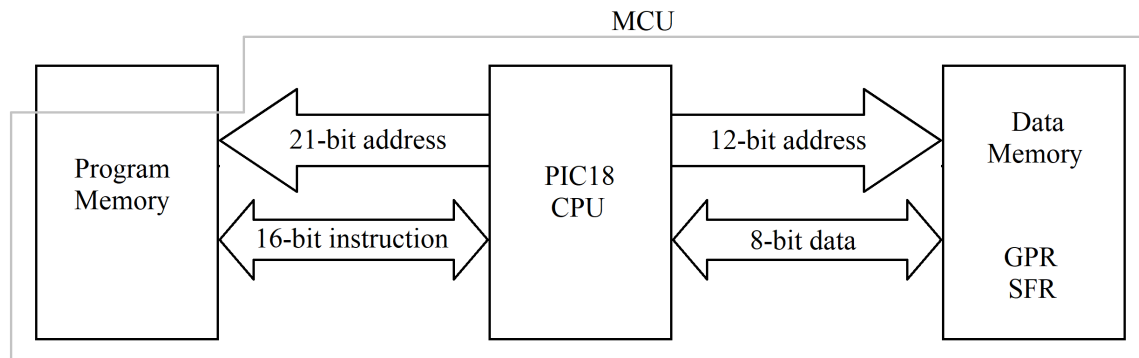 MCU
21-bit address
12-bit address
Data
Memory
Program
Memory
PIC18
CPU
16-bit instruction
8-bit data
GPR
SFR